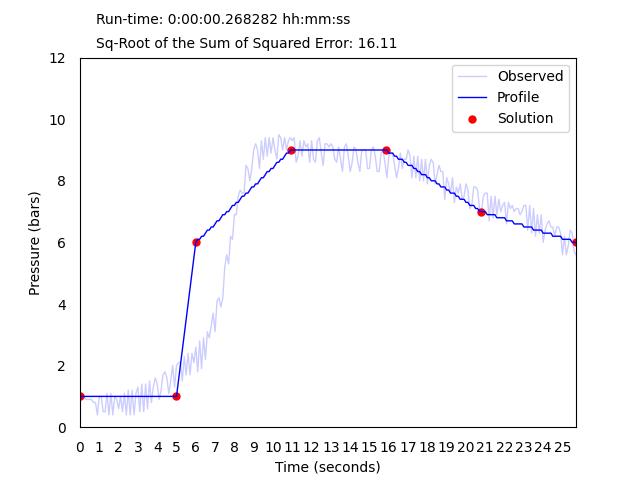 Run-time: 0:00:00.268282 hh:mm:ss
Sq-Root of the Sum of Squared Error: 16.11
12
10
8
6
4
2
0
Pressure (bars)
Observed
Profile
Solution
0 1 2 3 4 5 6 7 8 9 10 11 12 13 14 15 16 17 18 19 20 21 22 23 24 25
Time (seconds)